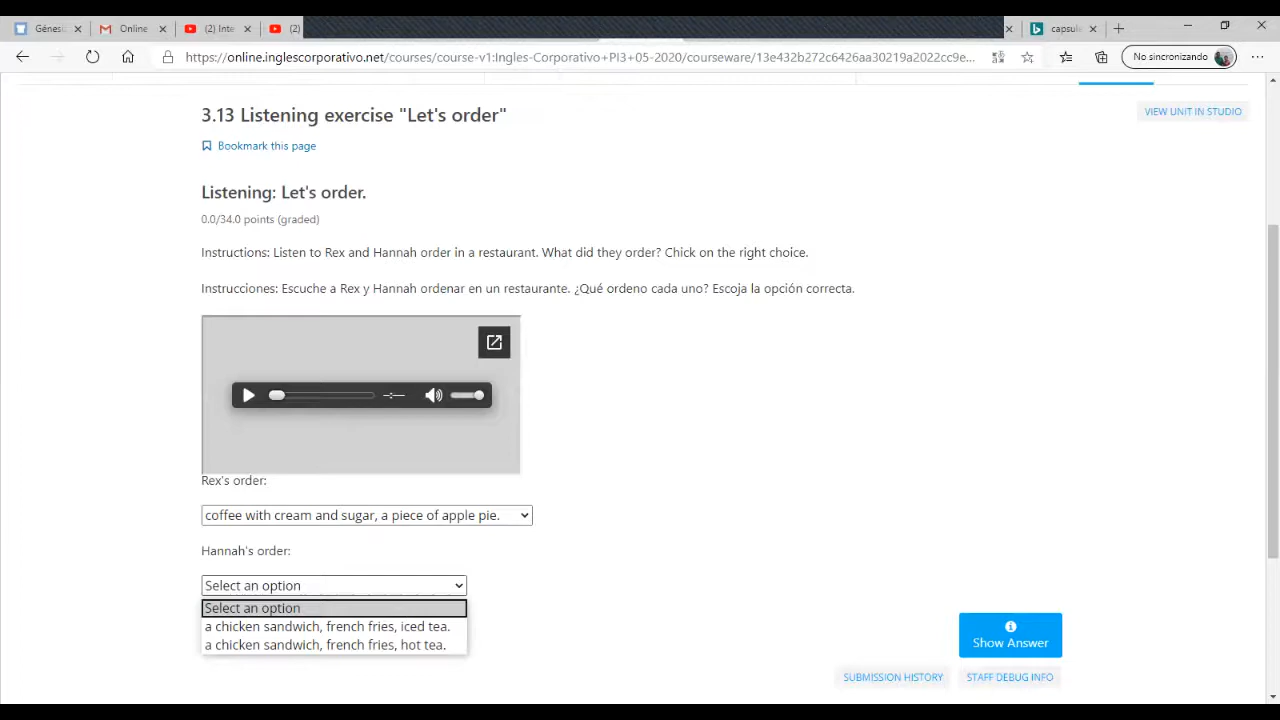 Génes
Online
(2) Inte
(2)
capsule
https://online.inglescorporativo.net/courses/course-v1:Ingles-Corporativo+PI3+05-2020/courseware/13e432b272c6426aa30219a2022cc9e...
No sincronizando
3.13 Listening exercise "Let's order"
VIEW UNIT IN STUDIO
Bookmark this page
Listening: Let's order.
0.0/34.0 points (graded)
Instructions: Listen to Rex and Hannah order in a restaurant. What did they order? Chick on the right choice.
Instrucciones: Escuche a Rex y Hannah ordenar en un restaurante. ¿Qué ordeno cada uno? Escoja la opción correcta.
-:--
Rex's order:
coffee with cream and sugar, a piece of apple pie.
Hannah's order:
Select an option
Select an option
a chicken sandwich, french fries, iced tea.
a chicken sandwich, french fries, hot tea.
Show Answer
SUBMISSION HISTORY
STAFF DEBUG INFO